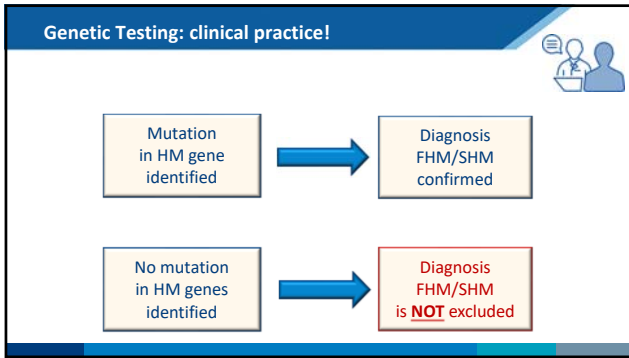 Genetic Testing: clinical practice!
Mutation
in HM gene
identified
Diagnosis
FHM/SHM
confirmed
No mutation
in HM genes
identified
Diagnosis
FHM/SHM
is NOT excluded